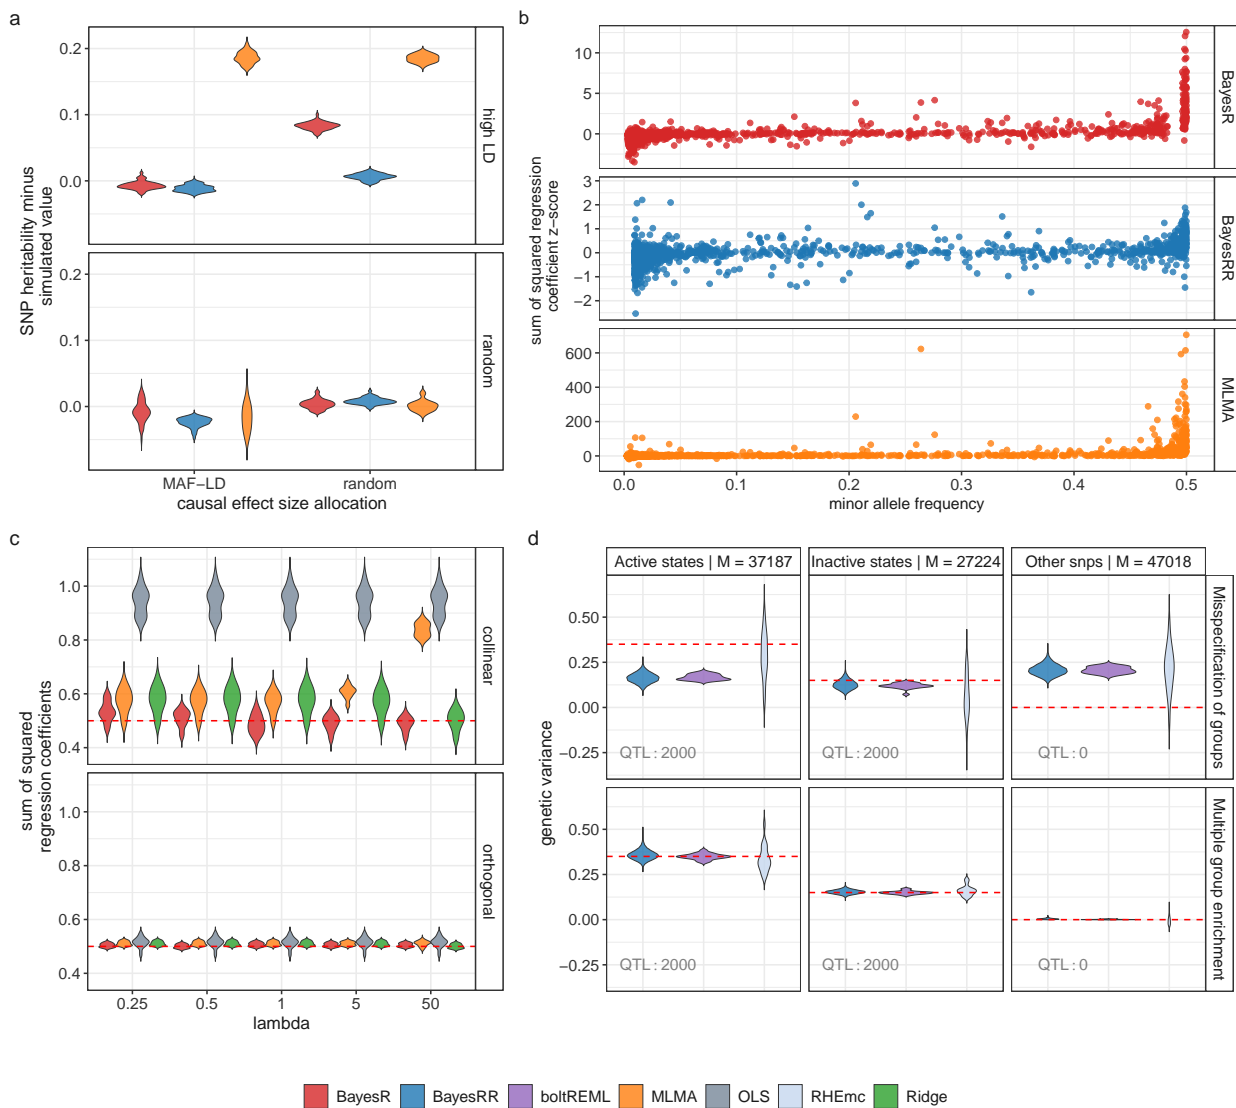 a
0.2
0.1
0.0
high LD
0.2
0.1
0.0
random
SNP heritability minus
simulated value
MAF−LD
random
causal effect size allocation
b
10
5
0
BayesR
3
2
1
0
−1
−2
BayesRR
600
400
200
0
MLMA
sum of squared regression
coefficient z−score
0.0
0.1
0.2
0.3
0.4
0.5
minor allele frequency
c
1.0
0.8
0.6
0.4
collinear
1.0
0.8
0.6
0.4
orthogonal
sum of squared
regression coefficients
0.25
0.5
1
5
50
lambda
d
Active states | M = 37187
Inactive states | M = 27224
Other snps | M = 47018
0.50
0.25
0.00
−0.25
QTL : 2000
QTL : 2000
QTL : 0
Misspecification of groups
0.50
0.25
0.00
−0.25
QTL : 2000
QTL : 2000
QTL : 0
Multiple group enrichment
genetic variance
BayesR
BayesRR
boltREML
MLMA
OLS
RHEmc
Ridge